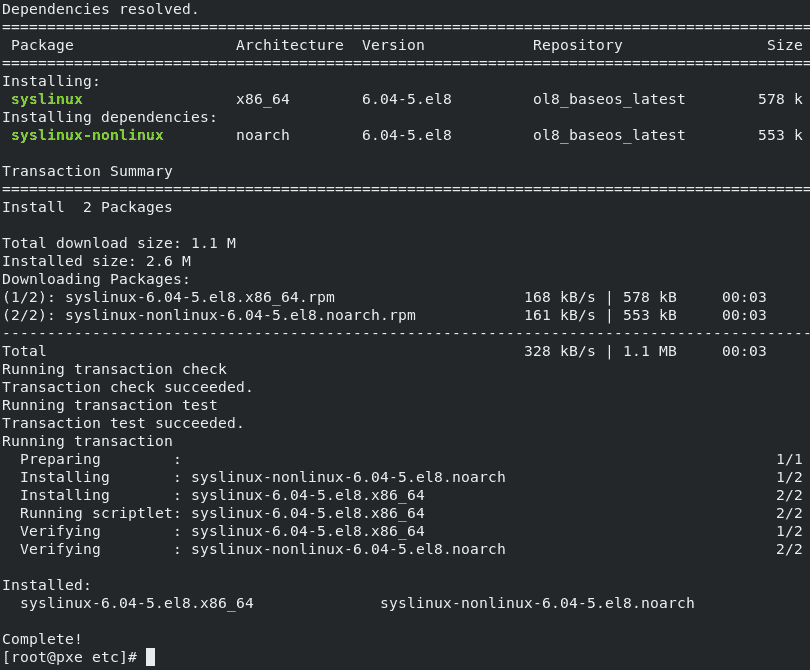 Dependencies resolved.
==========================================================================================
 Package                  Architecture  Version            Repository                Size
==========================================================================================
Installing:
 syslinux                 x86_64        6.04-5.el8         ol8_baseos_latest        578 k
Installing dependencies:
 syslinux-nonlinux        noarch        6.04-5.el8         ol8_baseos_latest        553 k

Transaction Summary
==========================================================================================
Install  2 Packages

Total download size: 1.1 M
Installed size: 2.6 M
Downloading Packages:
(1/2): syslinux-6.04-5.el8.x86_64.rpm                     168 kB/s | 578 kB     00:03
(2/2): syslinux-nonlinux-6.04-5.el8.noarch.rpm            161 kB/s | 553 kB     00:03
------------------------------------------------------------------------------------------
Total                                                     328 kB/s | 1.1 MB     00:03
Running transaction check
Transaction check succeeded.
Running transaction test
Transaction test succeeded.
Running transaction
  Preparing        :                                                                  1/1
  Installing       : syslinux-nonlinux-6.04-5.el8.noarch                              1/2
  Installing       : syslinux-6.04-5.el8.x86_64                                       2/2
  Running scriptlet: syslinux-6.04-5.el8.x86_64                                       2/2
  Verifying        : syslinux-6.04-5.el8.x86_64                                       1/2
  Verifying        : syslinux-nonlinux-6.04-5.el8.noarch                              2/2

Installed:
  syslinux-6.04-5.el8.x86_64              syslinux-nonlinux-6.04-5.el8.noarch

Complete!
[root@pxe etc]#